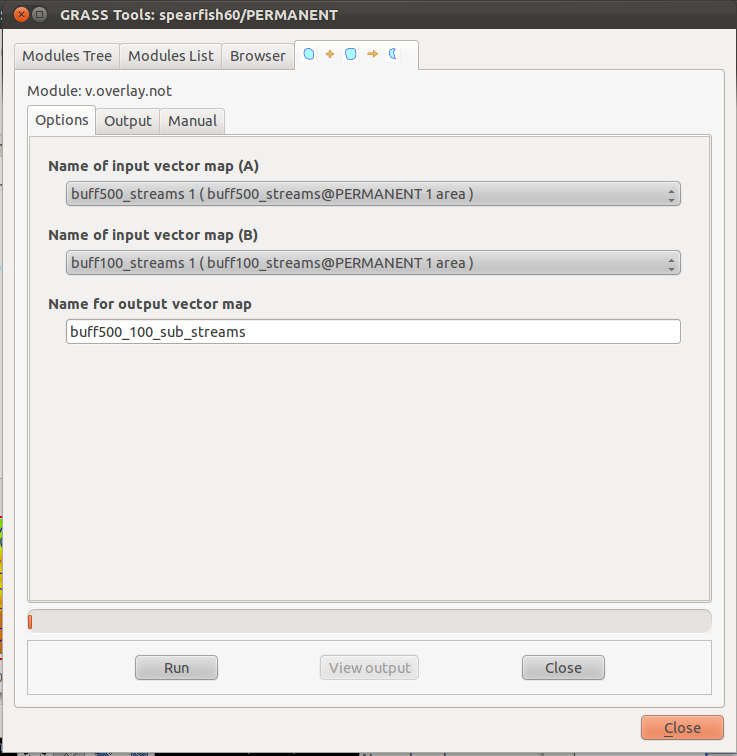 GRASS Tools: spearfish60/PERMANENT
Modules Tree Modules List Browser
Module: v.overlay.not
Options Output Manual
Name of input vector map (A)
buff500_streams 1 ( buff500_streams@PERMANENT 1 area )
Name of input vector map (B)
buff100_streams 1 ( buff100_streams@PERMANENT 1 area )
Name for output vector map
buff500_100_sub_streams
Run View output Close
Close